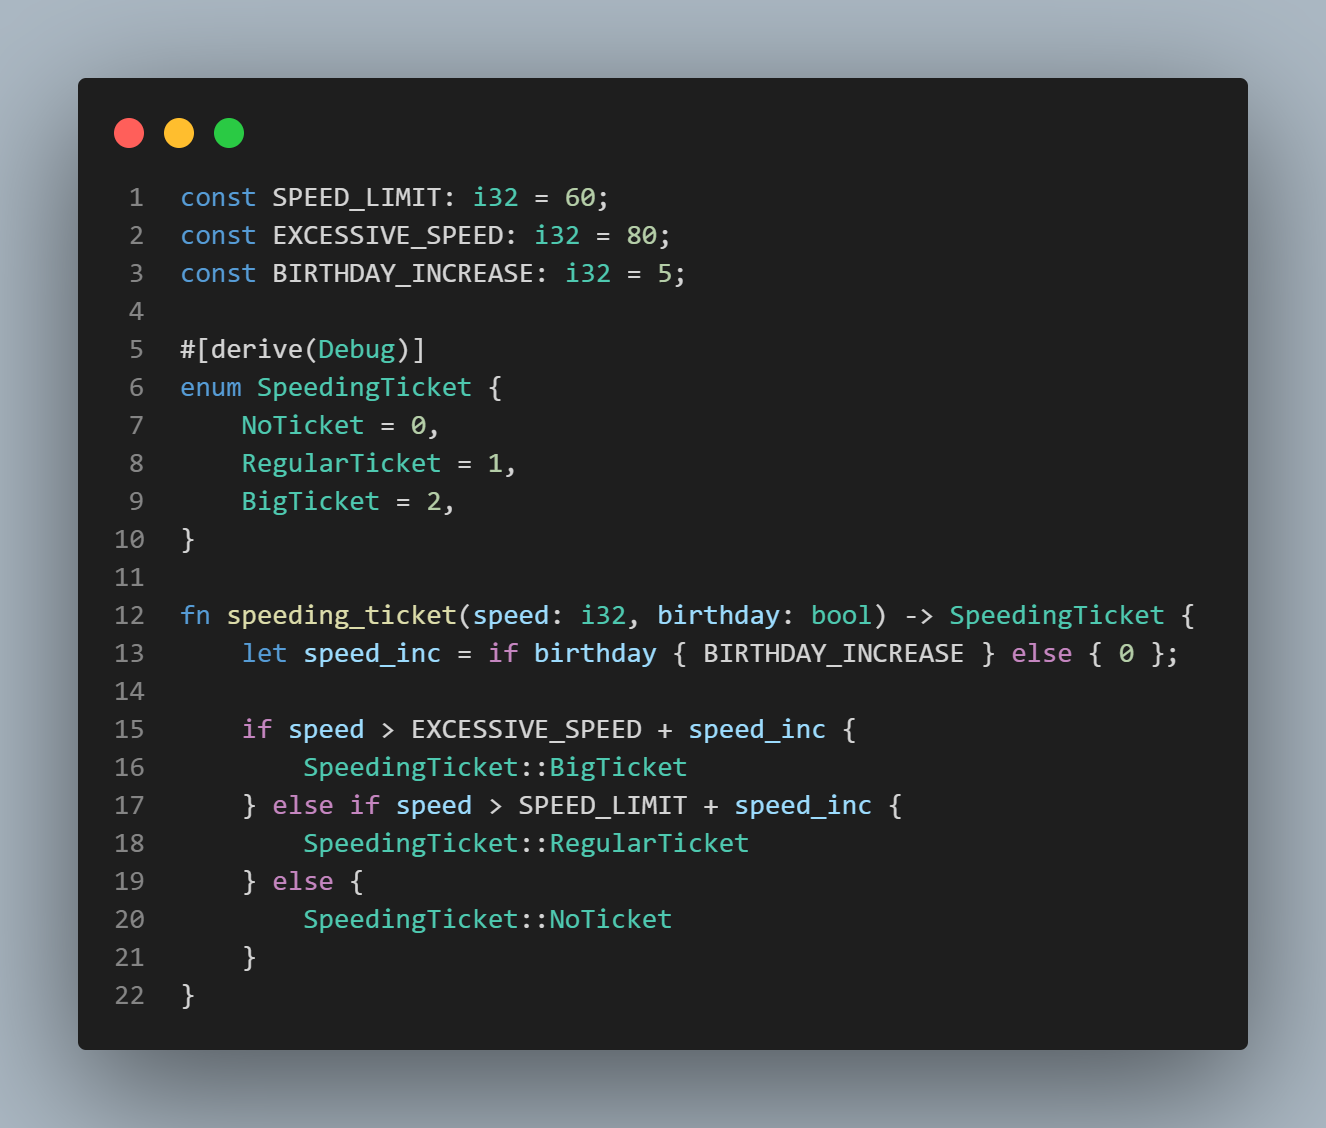 1 const SPEED_LIMIT: i32 = 60;
2 const EXCESSIVE_SPEED: i32 = 80;
3 const BIRTHDAY_INCREASE: i32 = 5;
4
5 #[derive(Debug)]
6 enum SpeedingTicket {
7     NoTicket = 0,
8     RegularTicket = 1,
9     BigTicket = 2,
10 }
11
12 fn speeding_ticket(speed: i32, birthday: bool) -> SpeedingTicket {
13     let speed_inc = if birthday { BIRTHDAY_INCREASE } else { 0 };
14
15     if speed > EXCESSIVE_SPEED + speed_inc {
16         SpeedingTicket::BigTicket
17     } else if speed > SPEED_LIMIT + speed_inc {
18         SpeedingTicket::RegularTicket
19     } else {
20         SpeedingTicket::NoTicket
21     }
22 }